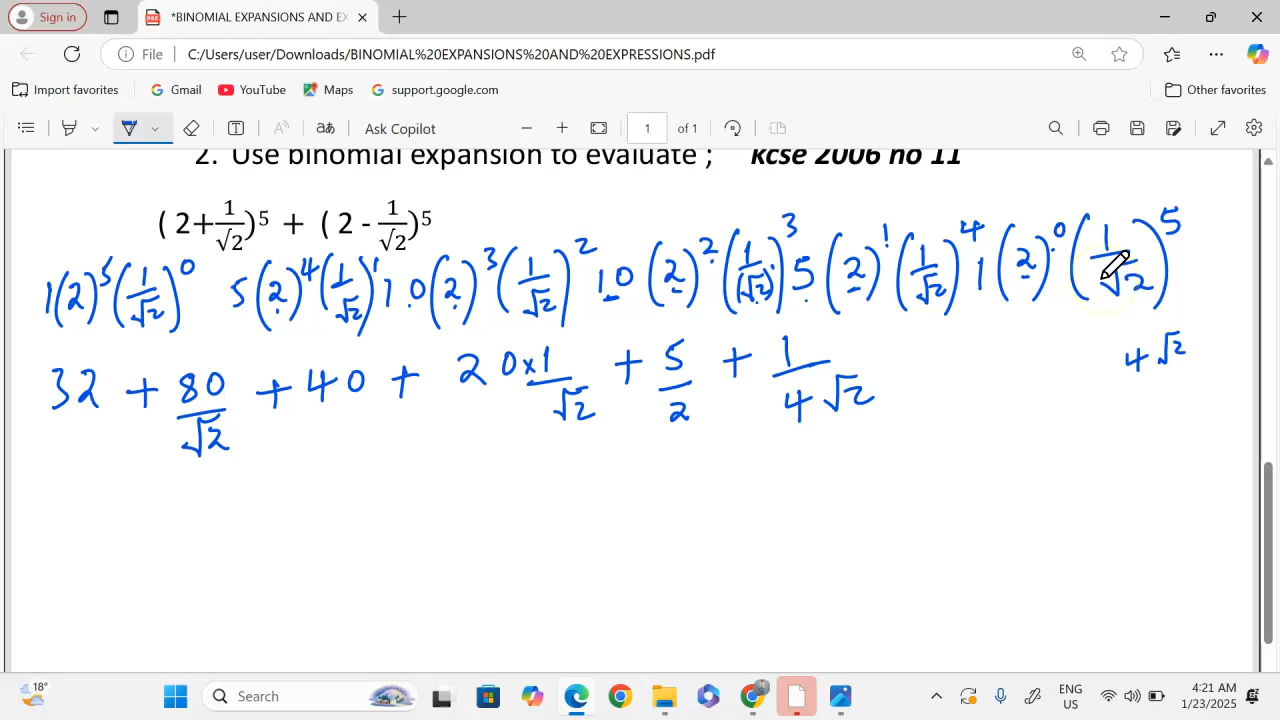 Sign in
*BINOMIAL EXPANSIONS AND EX
File
C:/Users/user/Downloads/BINOMIAL%20EXPANSIONS%20AND%20EXPRESSIONS.pdf
Import favorites
Gmail
YouTube
Maps
support.google.com
Other favorites
Ask Copilot
1 of 1
2. Use binomial expansion to evaluate ; kcse 2006 no 11
( 2+1/√2)⁵ + ( 2 - 1/√2)⁵
1(2)⁵(1/√2)⁰ 5(2)⁴(1/√2)¹ 10(2)³(1/√2)² 10(2)²(1/(√2))³ 5(2)¹(1/√2)⁴ 1(2)⁰(1/√2)⁵
32 + 80/√2 + 40 + 20×1/√2 + 5/2 + 1/4√2
4√2
18°
Search
ENG
US
4:21 AM
1/23/2025